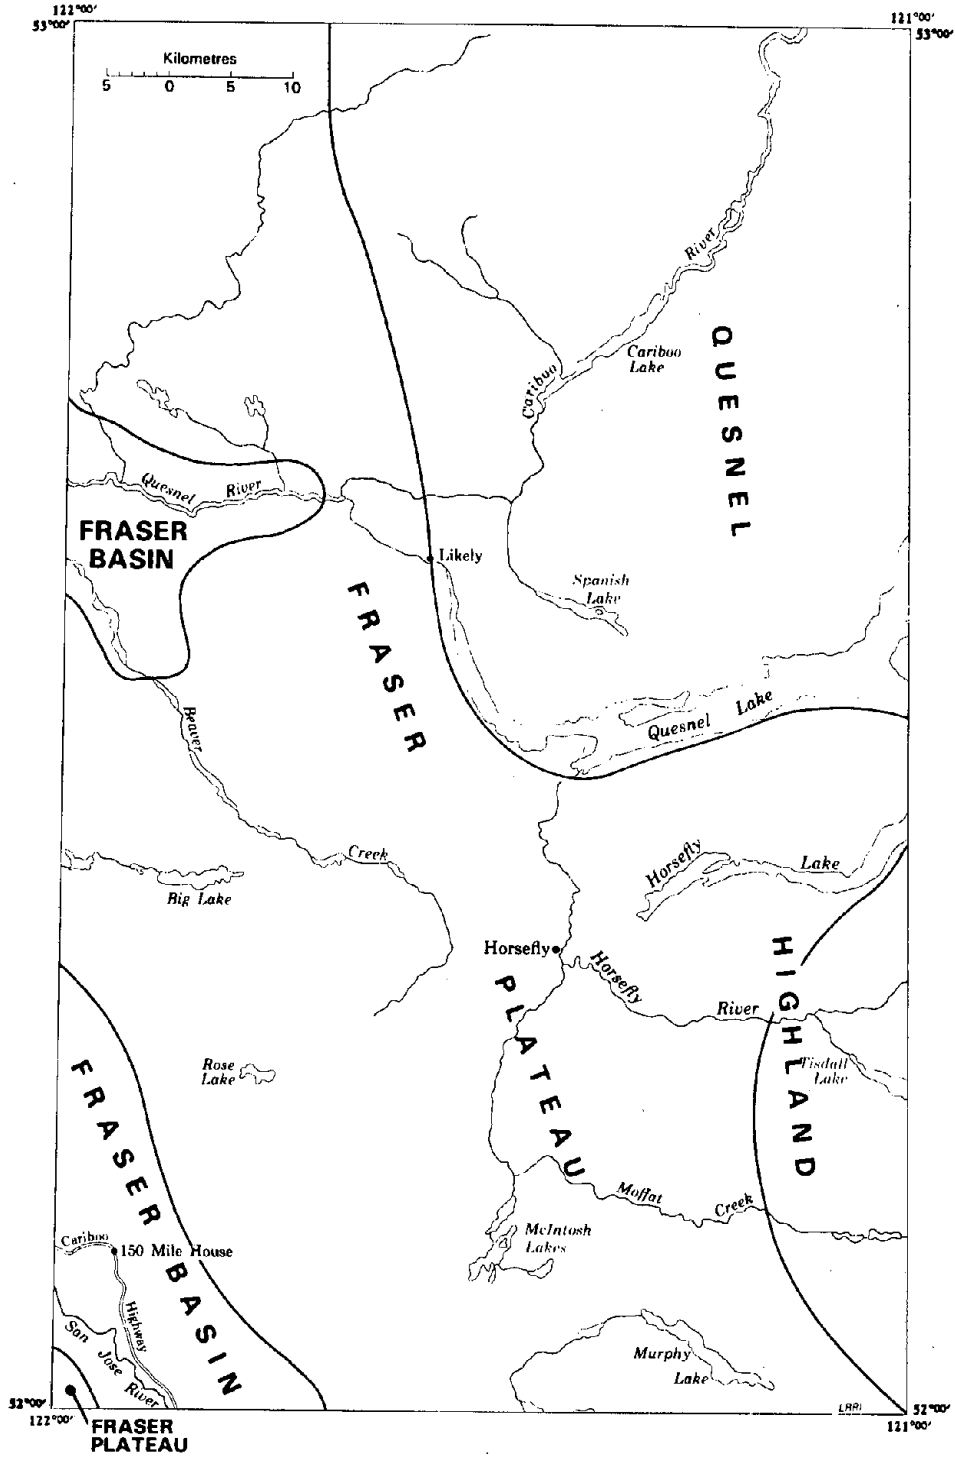 122°00'
121°00'
53°00'
53°00'
Kilometres
5 0 5 10
River
Cariboo
Lake
Cariboo
QUESNEL
Quesnel River
FRASER
BASIN
Likely
Spanish
Lake
FRASER
Quesnel Lake
Beaver
Creek
Big Lake
Horsefly Lake
Horsefly
Horsefly
River
HIGHLAND
PLATEAU
Tisdall
Lake
Rose
Lake
FRASER BASIN
Moffat
Creek
McIntosh
Lakes
Cariboo
150 Mile House
Highway
San Jose River
Murphy
Lake
LRRI
52°00'
122°00'
52°00'
121°00'
FRASER
PLATEAU